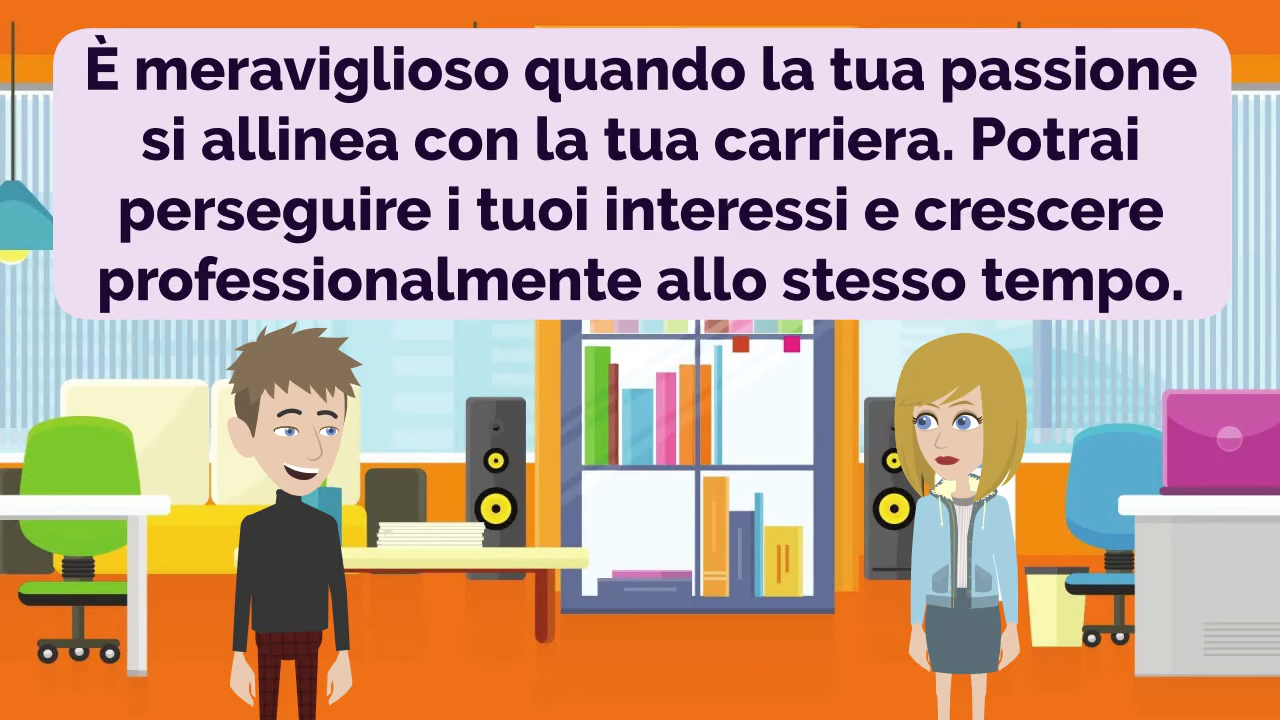 È meraviglioso quando la tua passione
si allinea con la tua carriera. Potrai
perseguire i tuoi interessi e crescere
professionalmente allo stesso tempo.